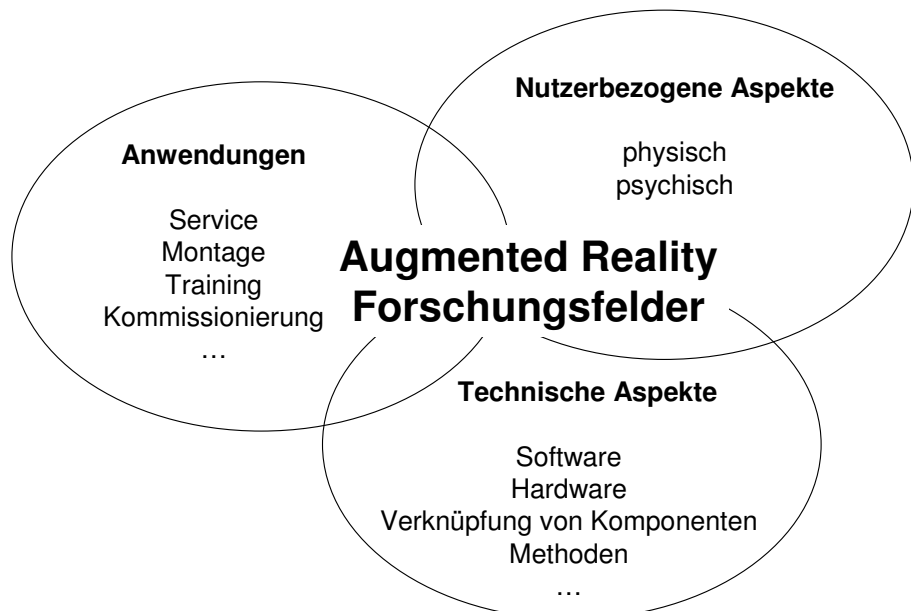 Nutzerbezogene Aspekte
physisch
psychisch
Anwendungen
Service
Montage
Training
Kommissionierung
…
Augmented Reality
Forschungsfelder
Technische Aspekte
Software
Hardware
Verknüpfung von Komponenten
Methoden
…